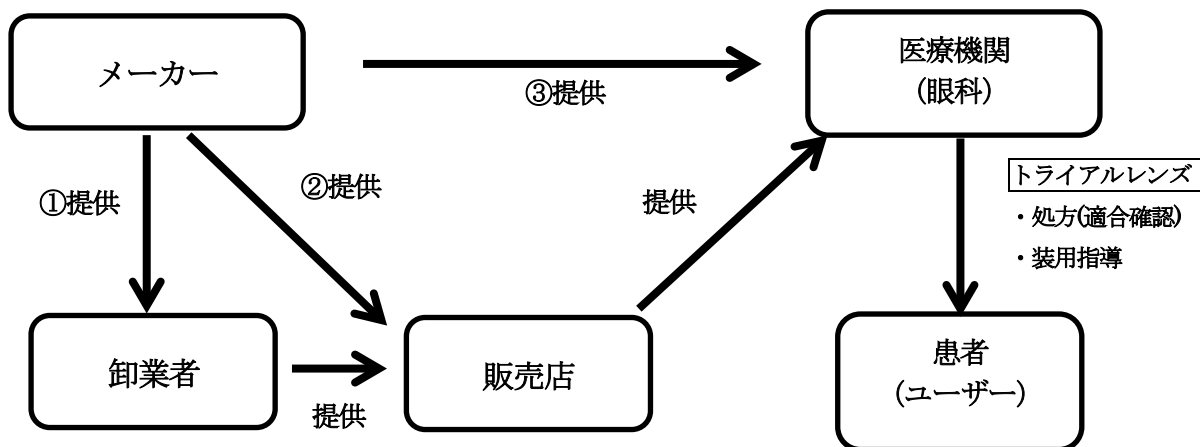 メーカー
③提供
医療機関
(眼科)
①提供
②提供
提供
トライアルレンズ
・処方(適合確認)
・装用指導
卸業者
提供
販売店
患者
(ユーザー)